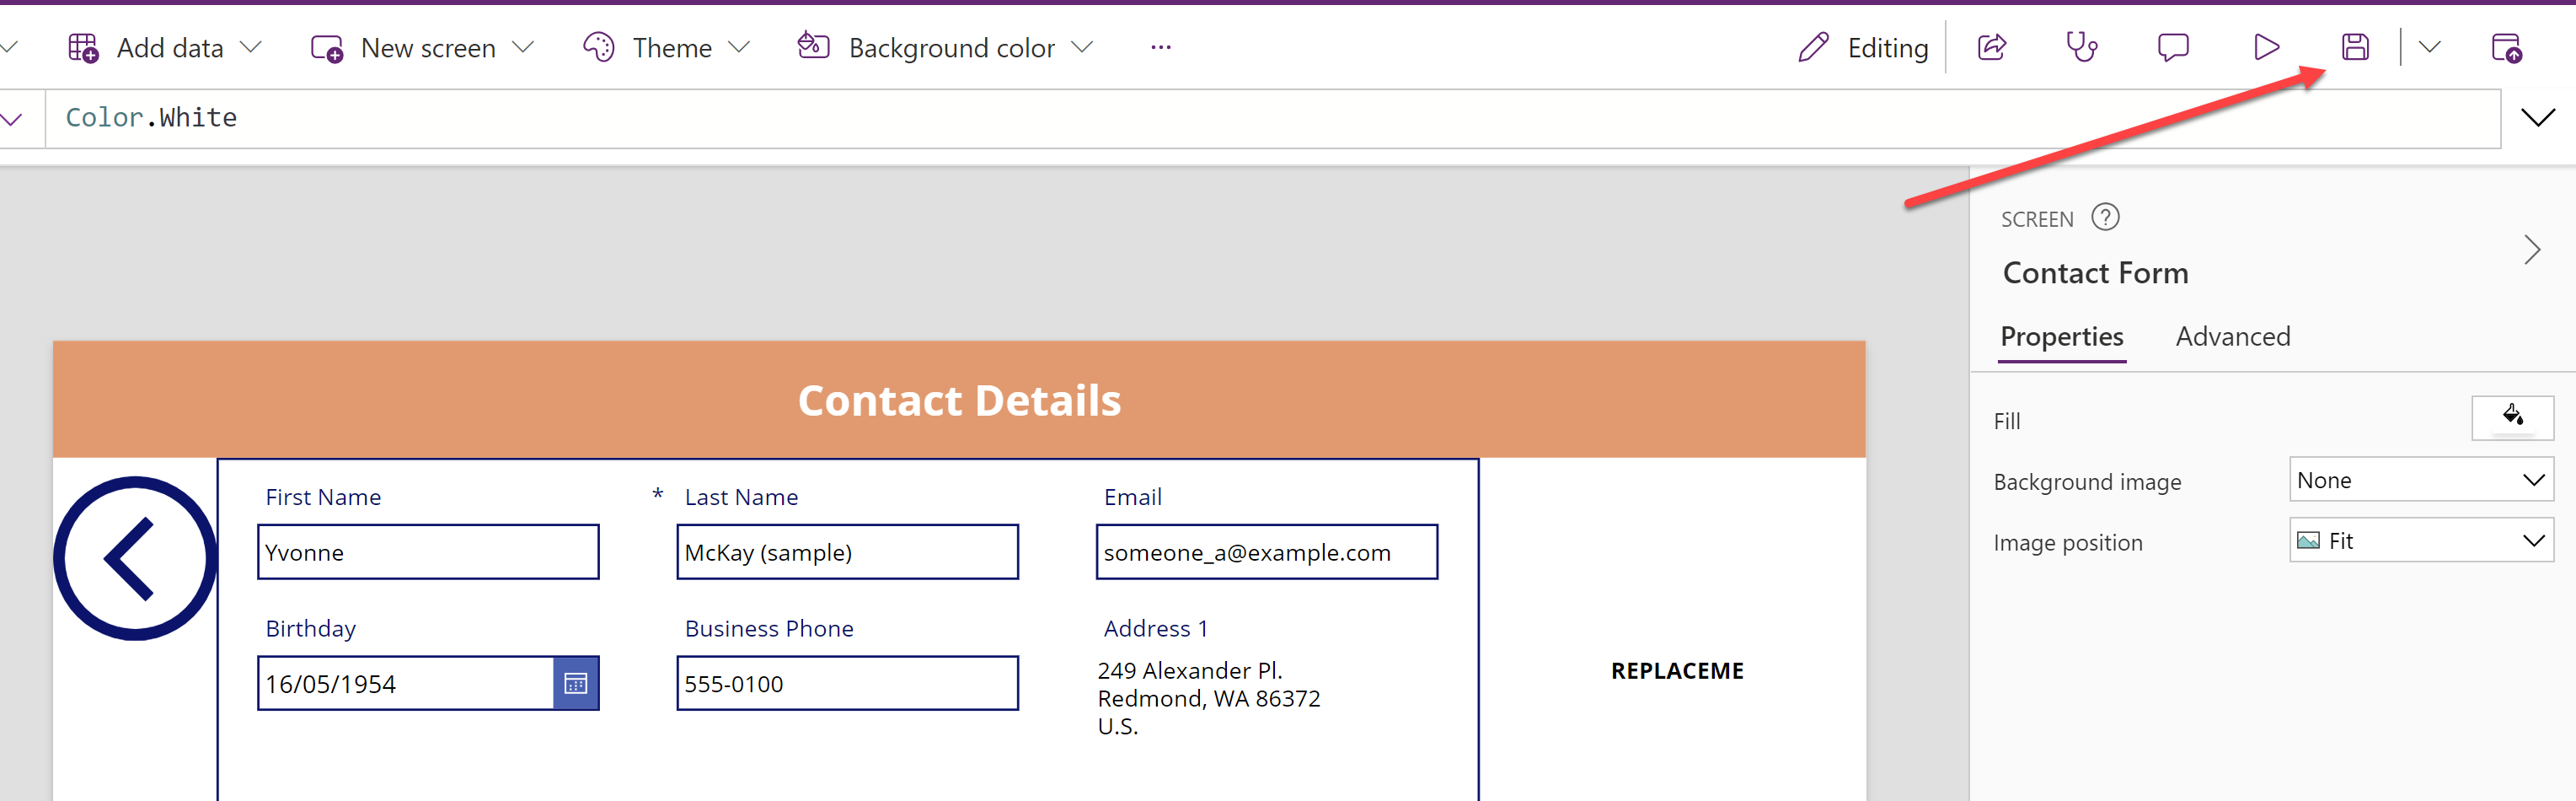 Add data
New screen
Theme
Background color
...
Editing
Color.White
SCREEN ?
Contact Form
Properties
Advanced
Fill
Background image
None
Image position
Fit
Contact Details
First Name
* Last Name
Email
Yvonne
McKay (sample)
someone_a@example.com
Birthday
Business Phone
Address 1
16/05/1954
555-0100
249 Alexander Pl.
Redmond, WA 86372
U.S.
REPLACEME